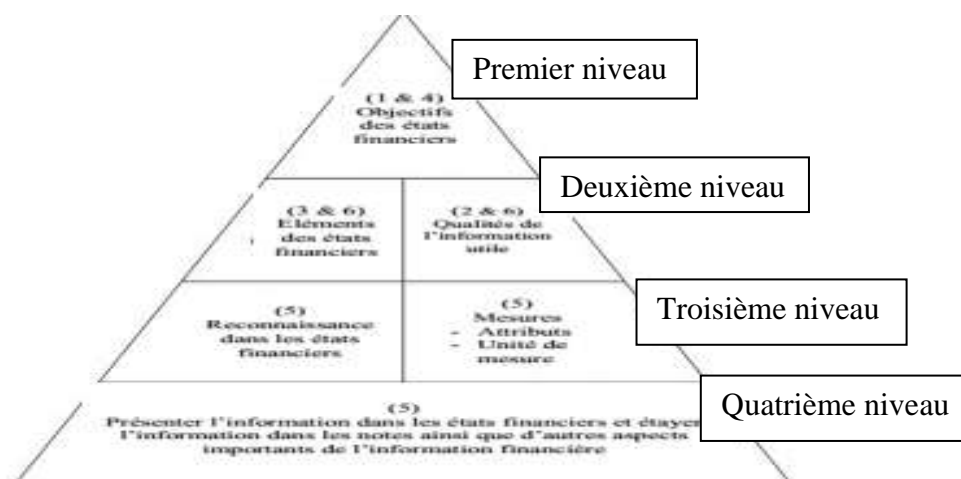 Premier niveau
(1 & 4)
Objectifs
des états
financiers
Deuxième niveau
(3 & 6)
Eléments
des états
financiers
(2 & 6)
Qualités de
l'information
utile
Troisième niveau
(5)
Reconnaissance
dans les états
financiers
(5)
Mesures
- Attributs
- Unité de
mesure
Quatrième niveau
(5)
Présenter l'information dans les états financiers et étayer
l'information dans les notes ainsi que d'autres aspects
importants de l'information financière